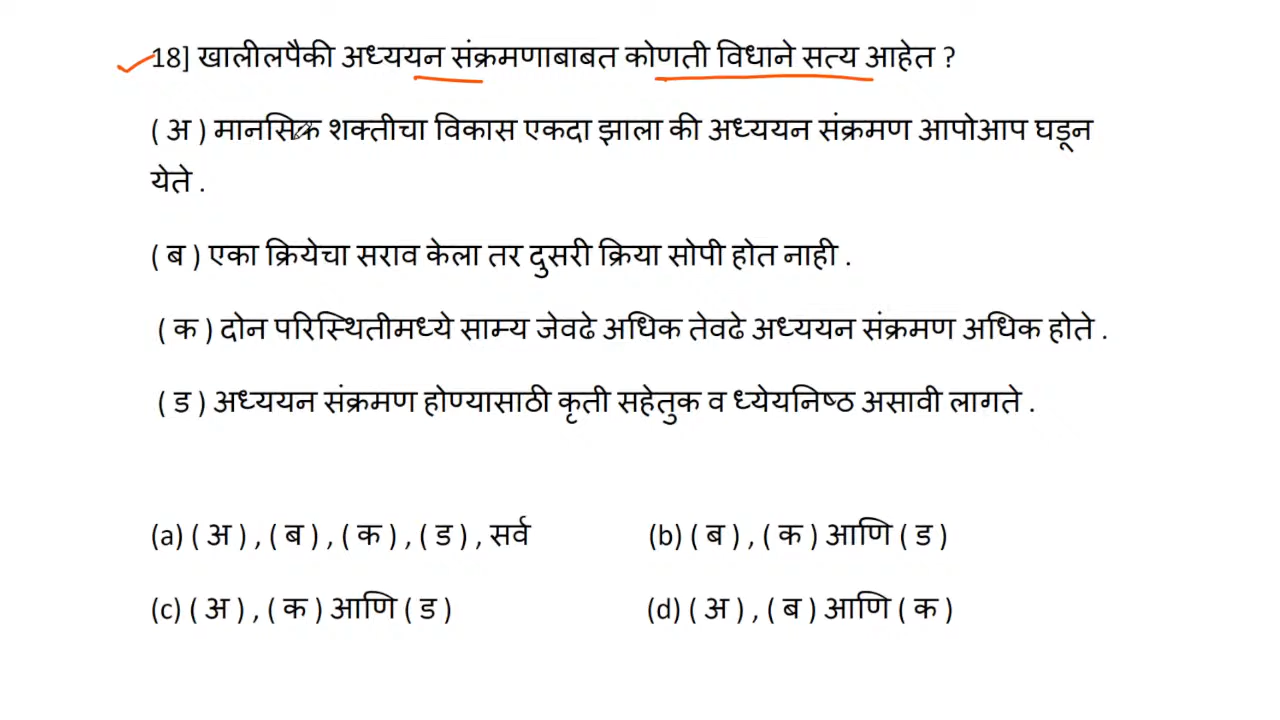 18] खालीलपैकी अध्ययन संक्रमणाबाबत कोणती विधाने सत्य आहेत ?
( अ ) मानसिक शक्तीचा विकास एकदा झाला की अध्ययन संक्रमण आपोआप घडून
येते .
( ब ) एका क्रियेचा सराव केला तर दुसरी क्रिया सोपी होत नाही .
( क ) दोन परिस्थितीमध्ये साम्य जेवढे अधिक तेवढे अध्ययन संक्रमण अधिक होते .
( ड ) अध्ययन संक्रमण होण्यासाठी कृती सहेतुक व ध्येयनिष्ठ असावी लागते .
(a) ( अ ) , ( ब ) , ( क ) , ( ड ) , सर्व (b) ( ब ) , ( क ) आणि ( ड )
(c) ( अ ) , ( क ) आणि ( ड ) (d) ( अ ) , ( ब ) आणि ( क )